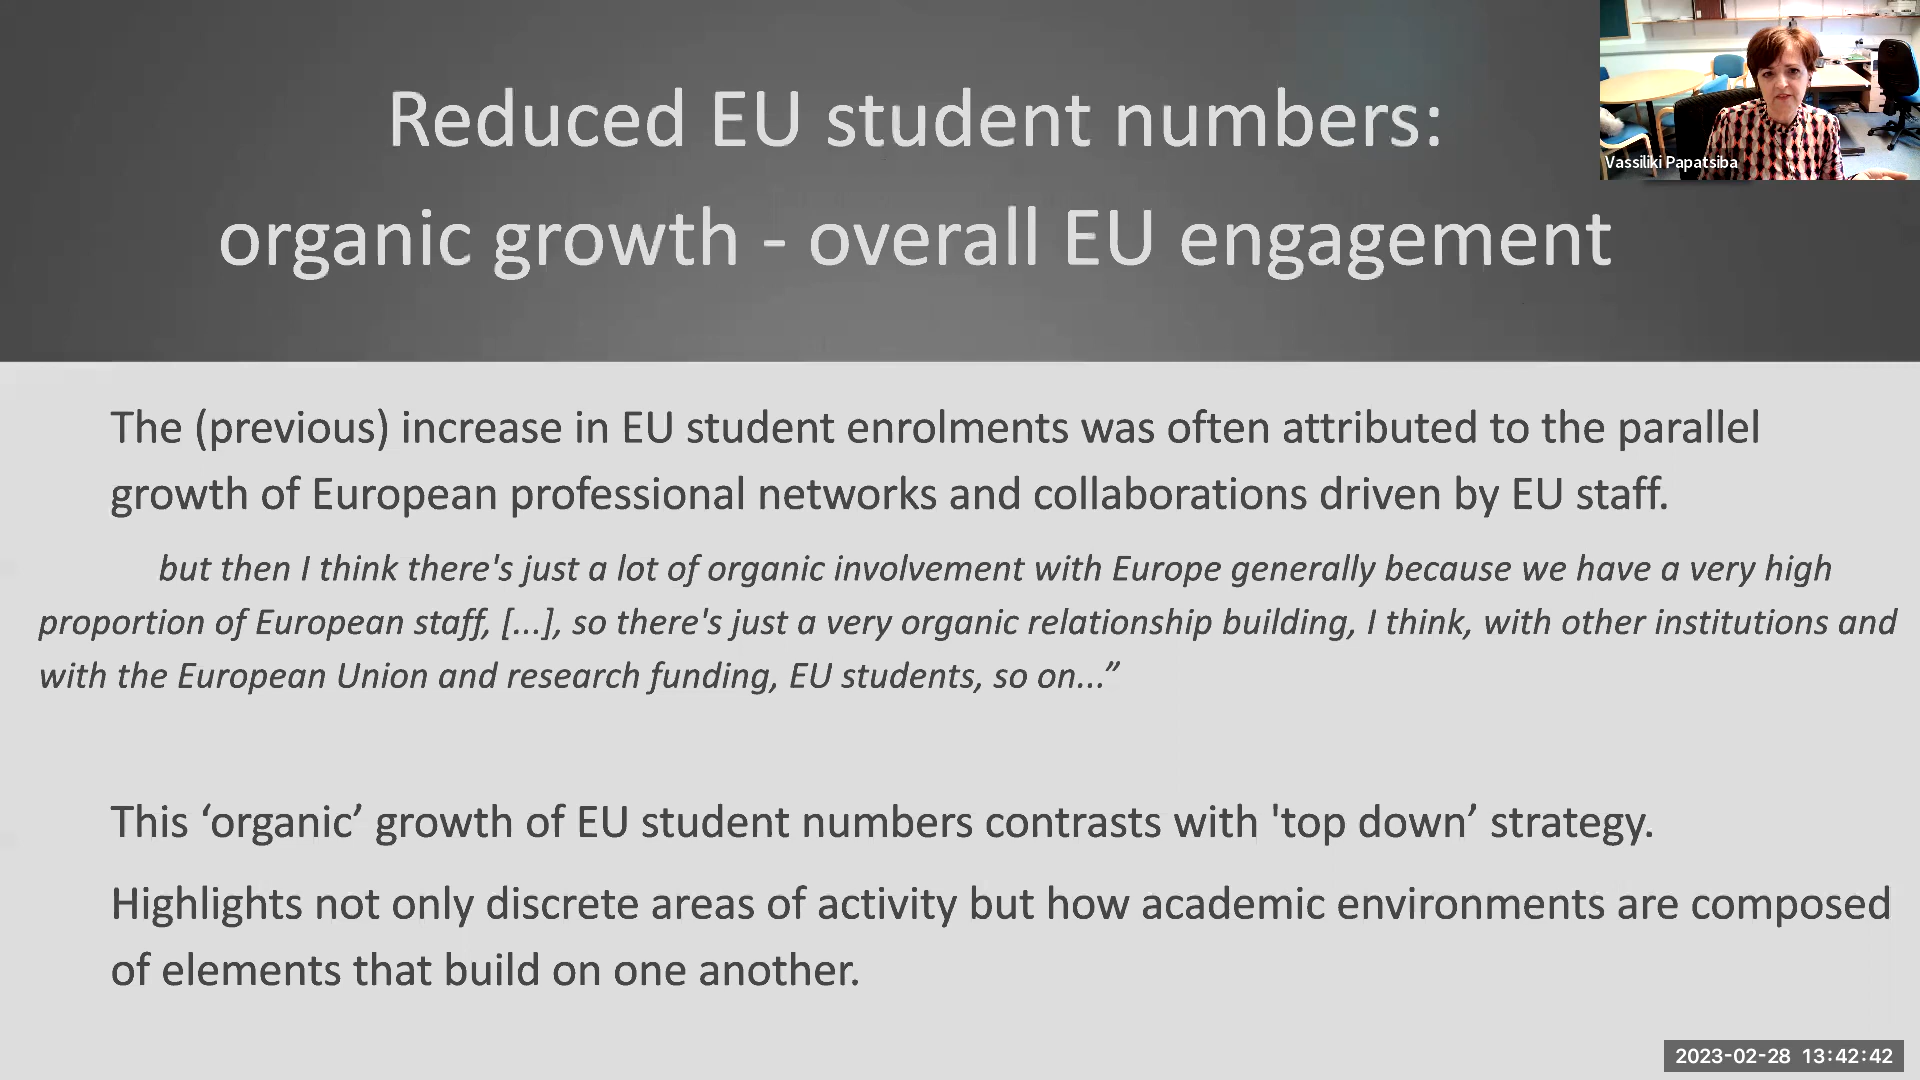 Reduced EU student numbers:
organic growth - overall EU engagement
Vassiliki Papatsiba
The (previous) increase in EU student enrolments was often attributed to the parallel
growth of European professional networks and collaborations driven by EU staff.
but then I think there's just a lot of organic involvement with Europe generally because we have a very high
proportion of European staff, [...], so there's just a very organic relationship building, I think, with other institutions and
with the European Union and research funding, EU students, so on...”
This ‘organic’ growth of EU student numbers contrasts with 'top down’ strategy.
Highlights not only discrete areas of activity but how academic environments are composed
of elements that build on one another.
2023-02-28 13:42:42